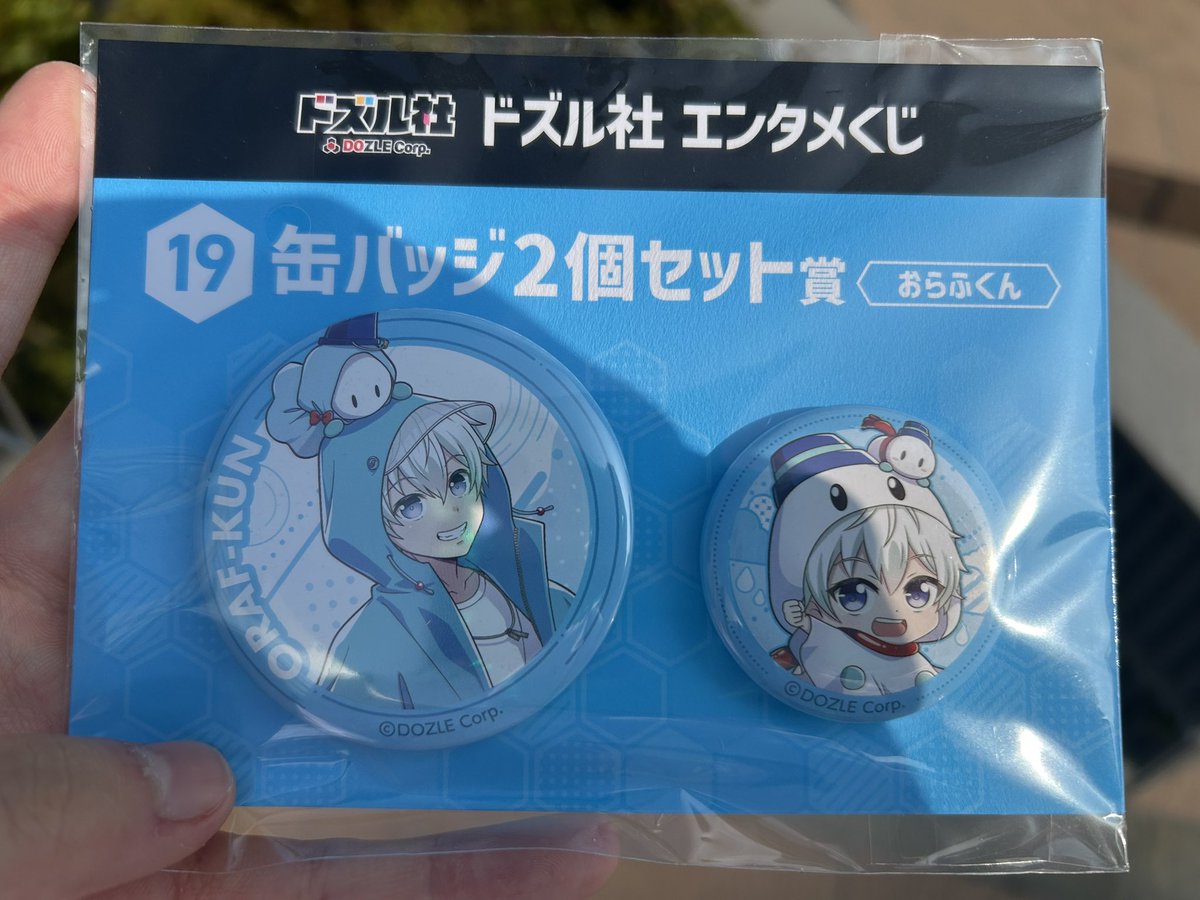 ドズル社 ドズル社 エンタメくじ
DOZLE Corp.
19 缶バッジ2個セット賞 おらふくん
ORAF-KUN
©DOZLE Corp.
©DOZLE Corp.